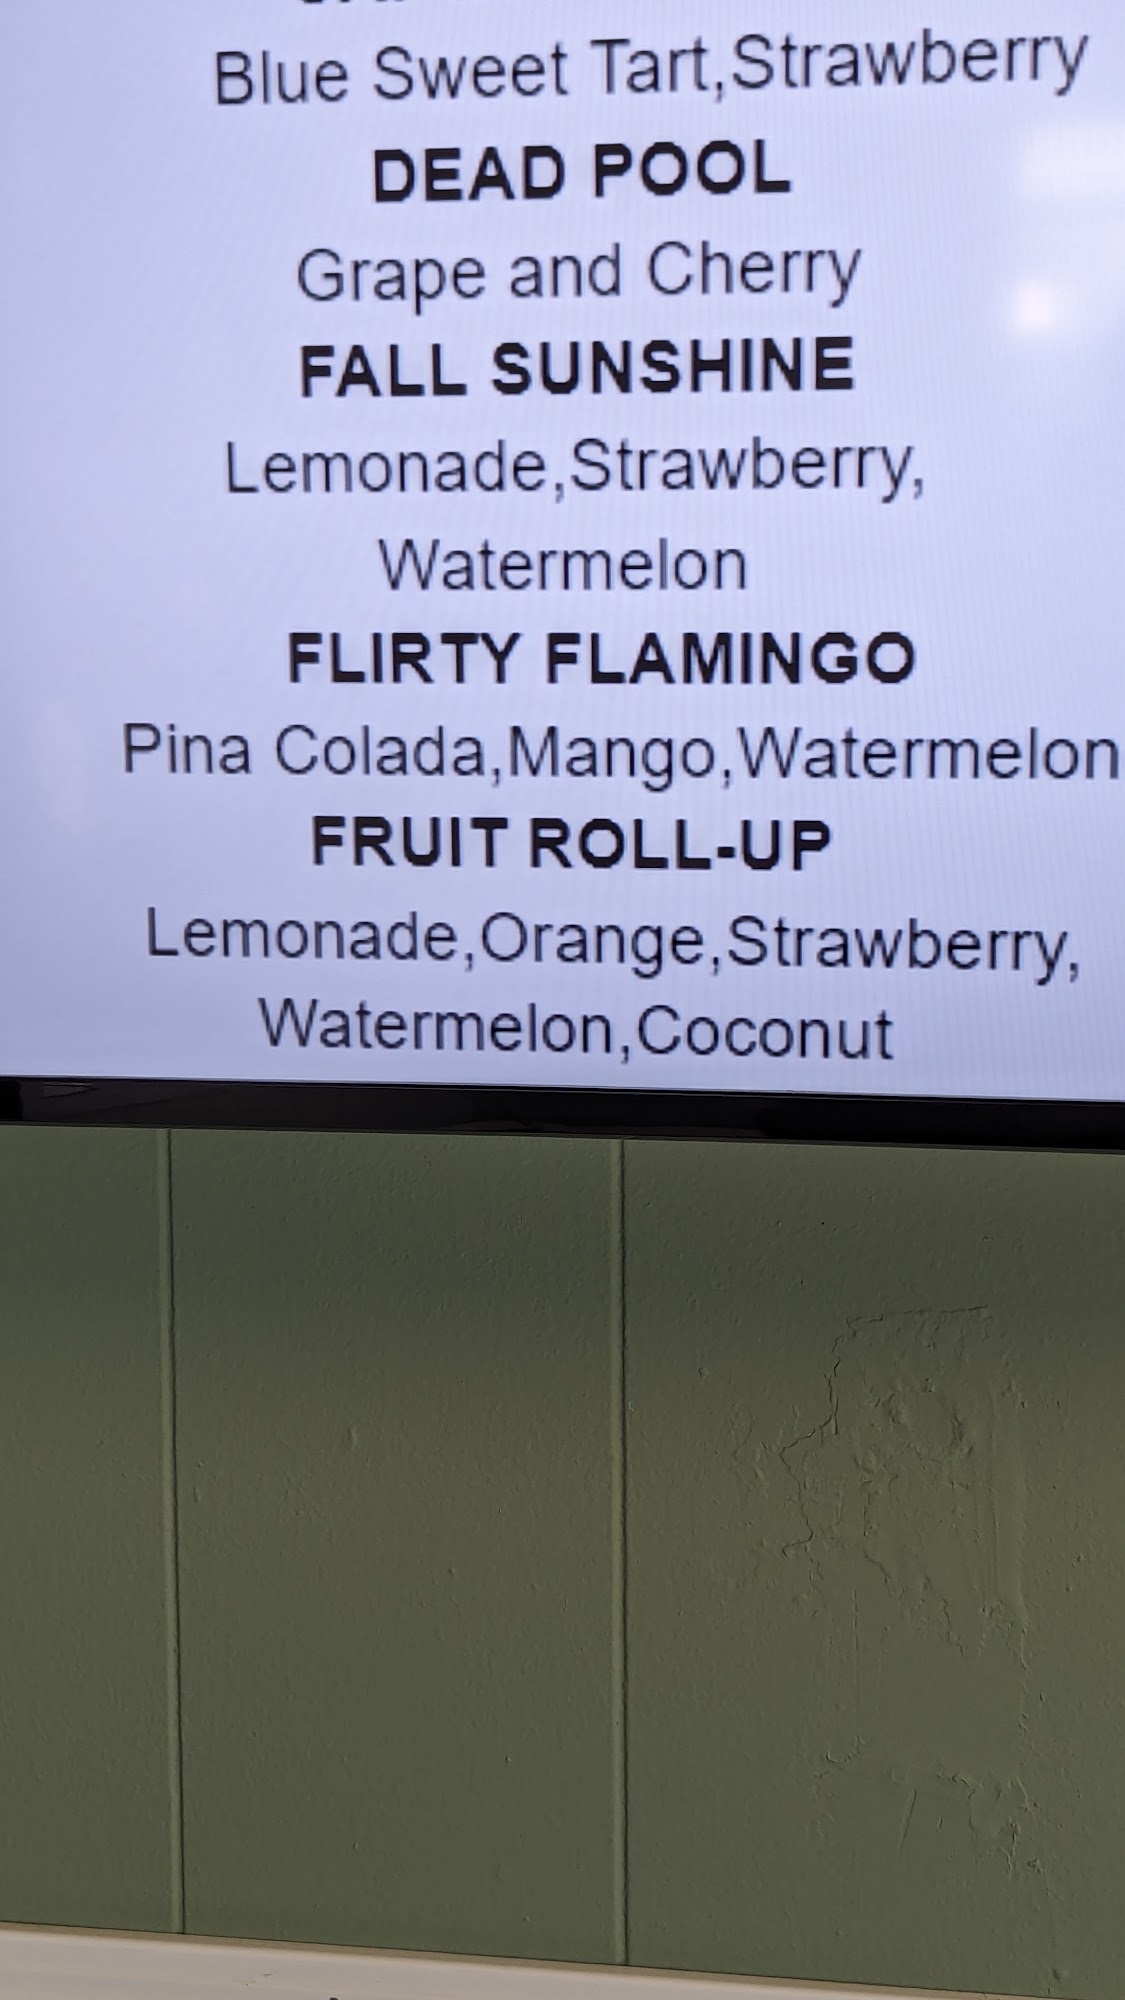 Blue Sweet Tart,Strawberry
DEAD POOL
Grape and Cherry
FALL SUNSHINE
Lemonade,Strawberry,
Watermelon
FLIRTY FLAMINGO
Pina Colada,Mango,Watermelon
FRUIT ROLL-UP
Lemonade,Orange,Strawberry,
Watermelon,Coconut